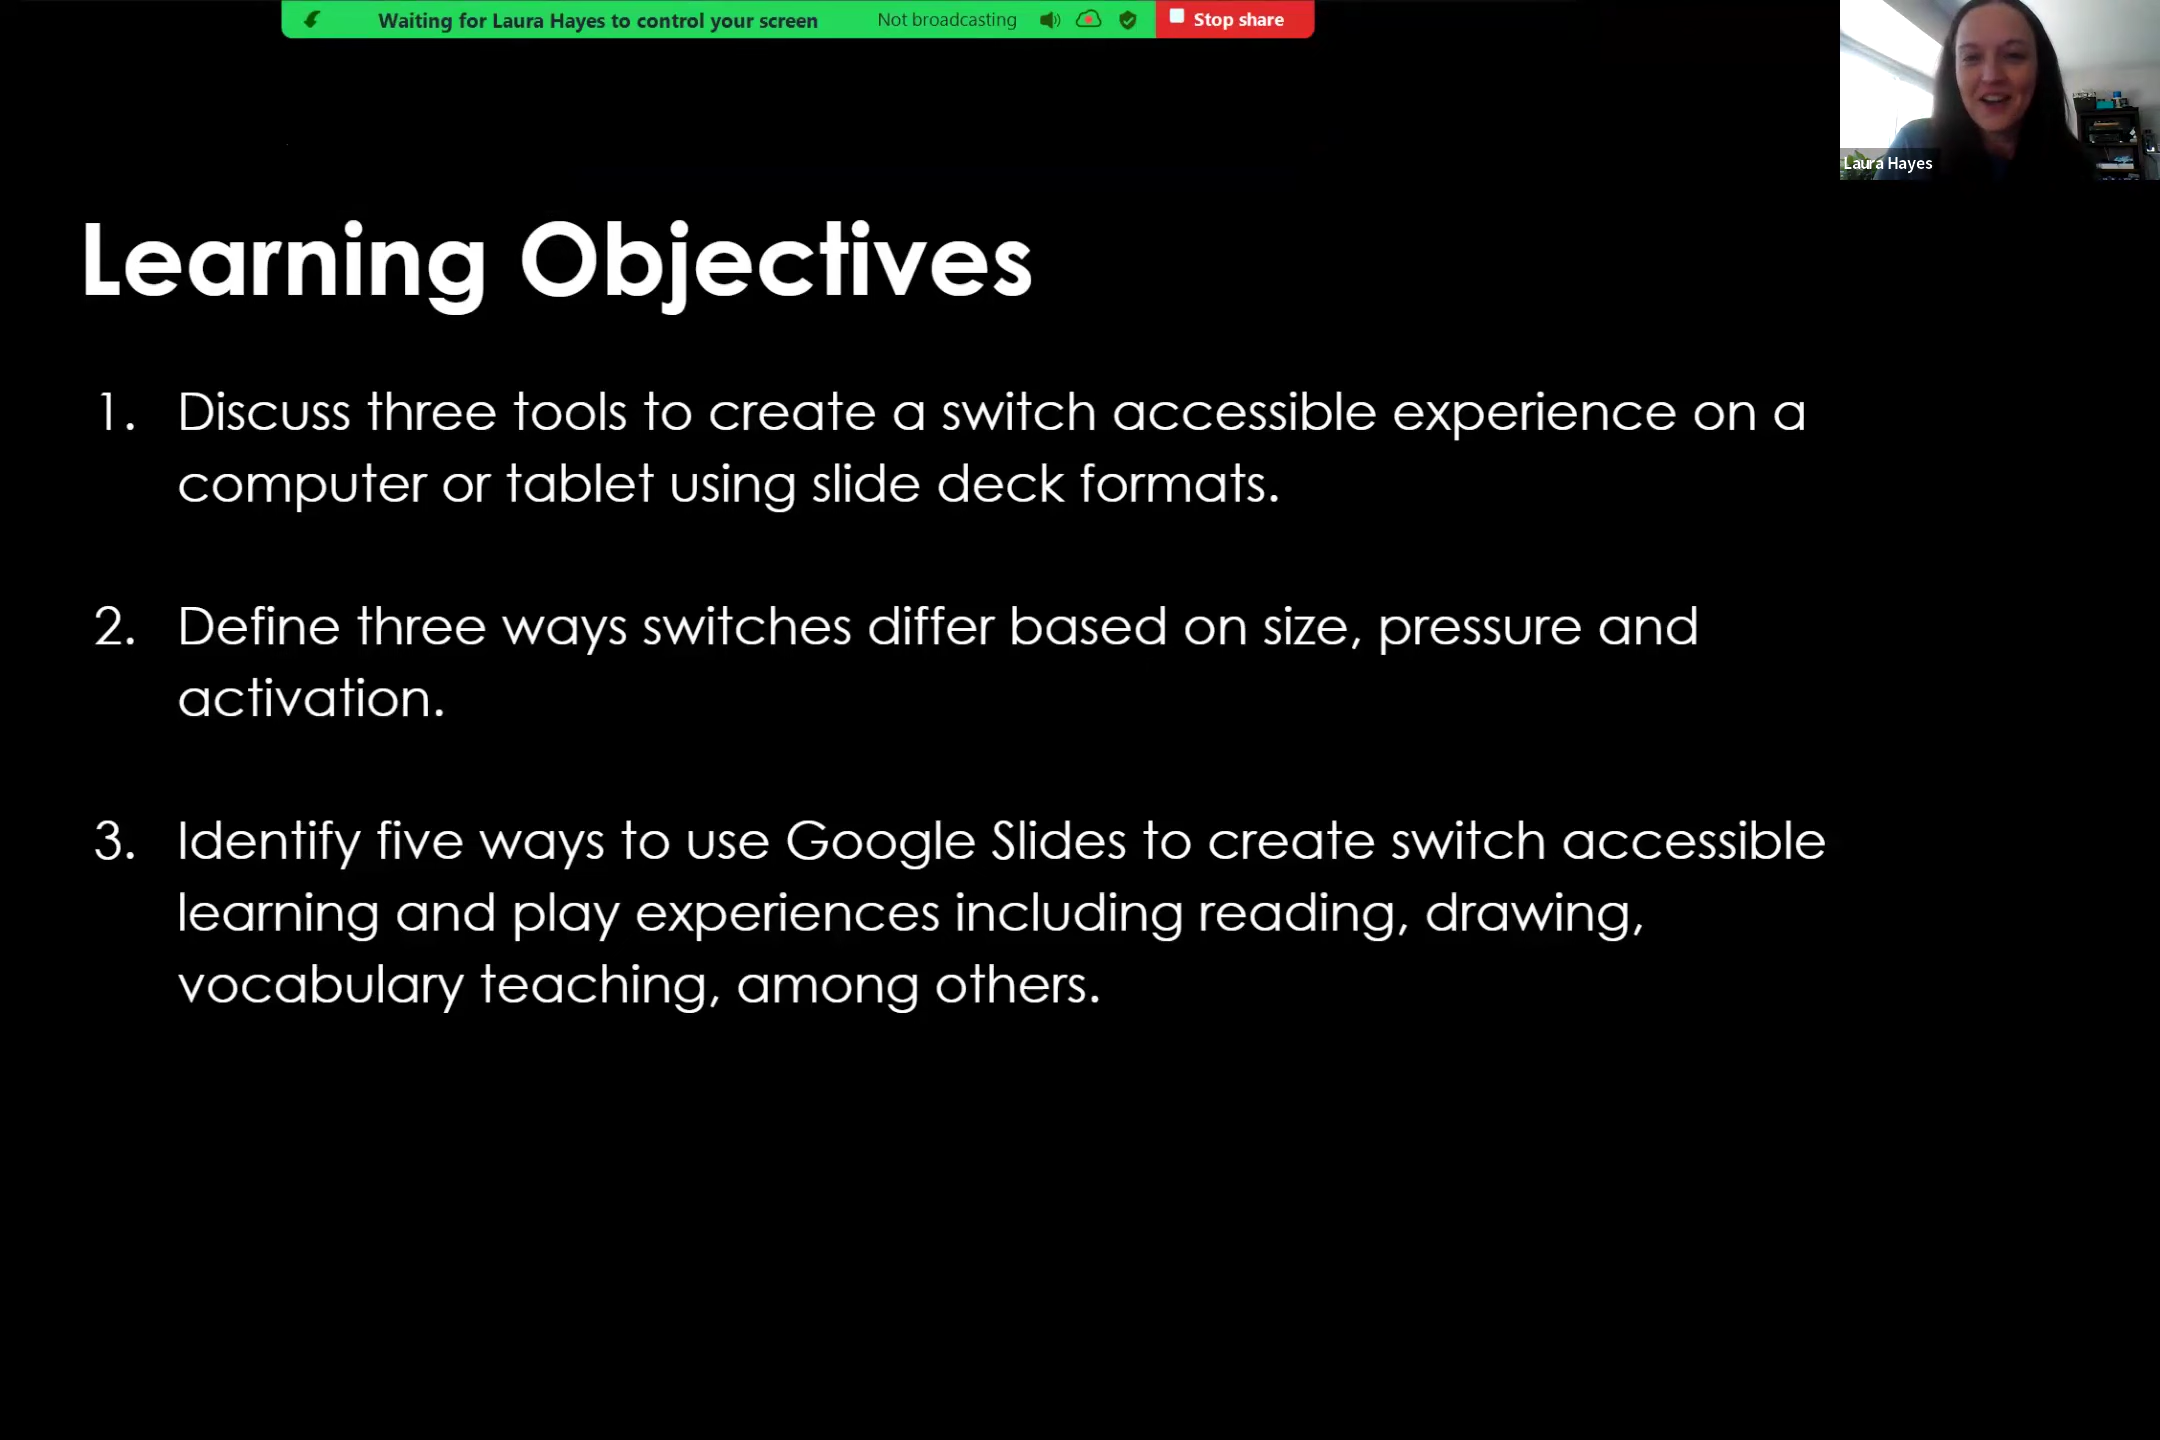 Waiting for Laura Hayes to control your screen Not broadcasting Stop share
Laura Hayes
Learning Objectives
1. Discuss three tools to create a switch accessible experience on a
computer or tablet using slide deck formats.
2. Define three ways switches differ based on size, pressure and
activation.
3. Identify five ways to use Google Slides to create switch accessible
learning and play experiences including reading, drawing,
vocabulary teaching, among others.